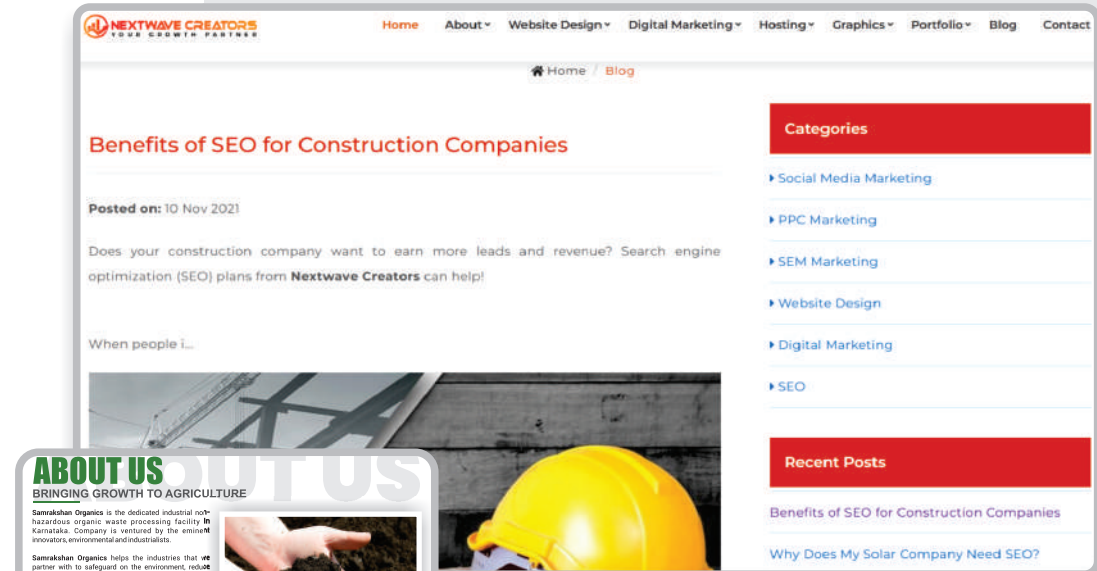 NEXTWAVE CREATORS
YOUR GROWTH PARTNER
Home About Website Design Digital Marketing Hosting Graphics Portfolio Blog Contact
Home / Blog
Benefits of SEO for Construction Companies
Posted on: 10 Nov 2021
Does your construction company want to earn more leads and revenue? Search engine
optimization (SEO) plans from Nextwave Creators can help!
When people i...
Categories
Social Media Marketing
PPC Marketing
SEM Marketing
Website Design
Digital Marketing
SEO
Recent Posts
Benefits of SEO for Construction Companies
Why Does My Solar Company Need SEO?
ABOUT US
ABOUT US
BRINGING GROWTH TO AGRICULTURE
Samrakshan Organics is the dedicated industrial non-
hazardous organic waste processing facility in
Karnataka. Company is ventured by the eminent
innovators, environmental and industrialists.
Samrakshan Organics helps the industries that we
partner with to safeguard on the environment, reduce